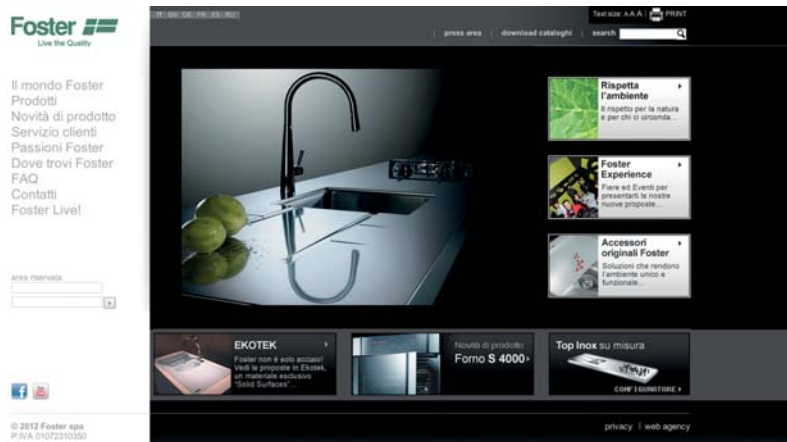 Foster
Live the Quality
IT EN DE FR ES RU
Text size: A A A
PRINT
press area | download cataloghi | search
Il mondo Foster
Prodotti
Novità di prodotto
Servizio clienti
Passioni Foster
Dove trovi Foster
FAQ
Contatti
Foster Live!
area riservata
Rispetta
l'ambiente
Il rispetto per la natura
e per chi ci circonda...
Foster
Experience
Fiere ed Eventi per
presentarti le nostre
nuove proposte...
Accessori
originali Foster
Soluzioni che rendono
l'ambiente unico e
funzionale...
EKOTEK
Foster non è solo acciaio!
Vedi le proposte in Ekotek,
un materiale esclusivo
"Solid Surfaces"...
Novità di prodotto
Forno S 4000
Top Inox su misura
CONFIGURATORE
© 2012 Foster spa
P.IVA 01072310350
privacy | web agency